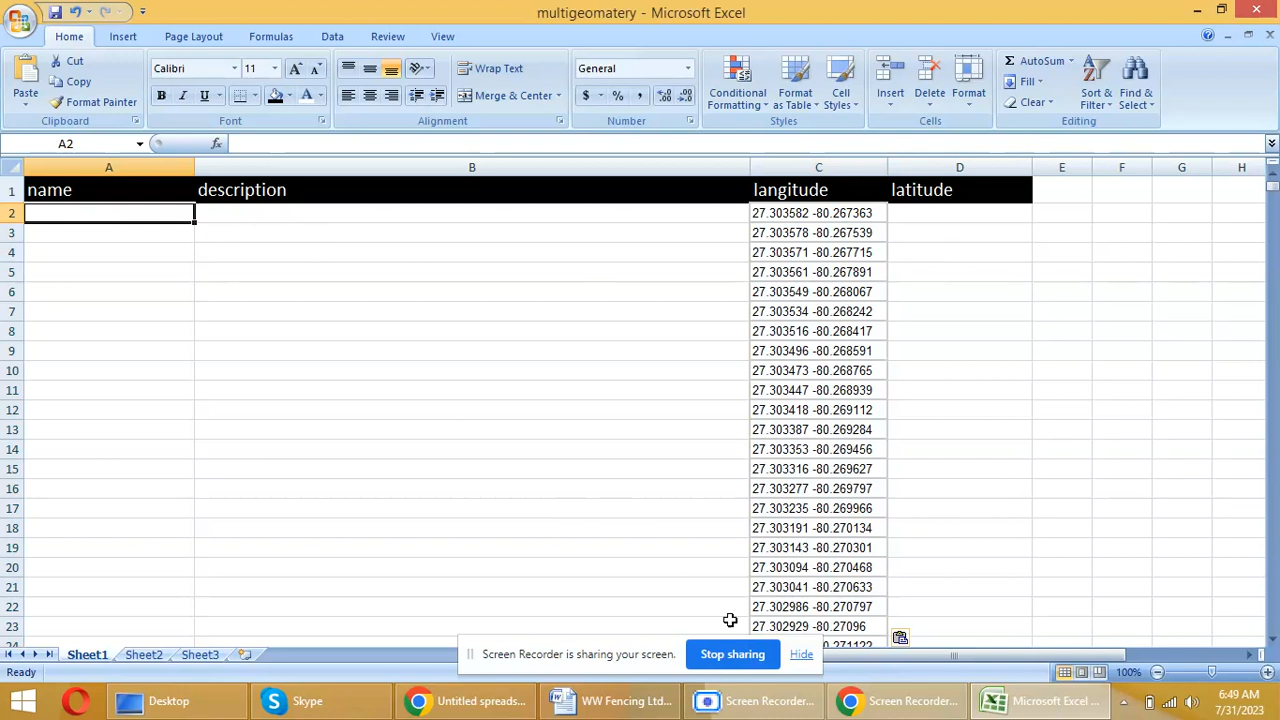 multigeomatery - Microsoft Excel
Home Insert Page Layout Formulas Data Review View
Paste
Cut
Copy
Format Painter
Clipboard
Calibri 11
B I U A
Font
Wrap Text
Merge & Center
Alignment
General
$ % ,
Number
Conditional Formatting
Format as Table
Cell Styles
Styles
Insert
Delete
Format
Cells
Σ AutoSum
Fill
Clear
Sort & Filter
Find & Select
Editing
A2 fx
A B C D E F G H
1 name description langitude latitude
2 27.303582 -80.267363
3 27.303578 -80.267539
4 27.303571 -80.267715
5 27.303561 -80.267891
6 27.303549 -80.268067
7 27.303534 -80.268242
8 27.303516 -80.268417
9 27.303496 -80.268591
10 27.303473 -80.268765
11 27.303447 -80.268939
12 27.303418 -80.269112
13 27.303387 -80.269284
14 27.303353 -80.269456
15 27.303316 -80.269627
16 27.303277 -80.269797
17 27.303235 -80.269966
18 27.303191 -80.270134
19 27.303143 -80.270301
20 27.303094 -80.270468
21 27.303041 -80.270633
22 27.302986 -80.270797
23 27.302929 -80.27096
Screen Recorder is sharing your screen. Stop sharing Hide
Sheet1 Sheet2 Sheet3
Ready 100%
Desktop Skype Untitled spreads... WW Fencing Ltd... Screen Recorder... Screen Recorder... Microsoft Excel ...
6:49 AM
7/31/2023